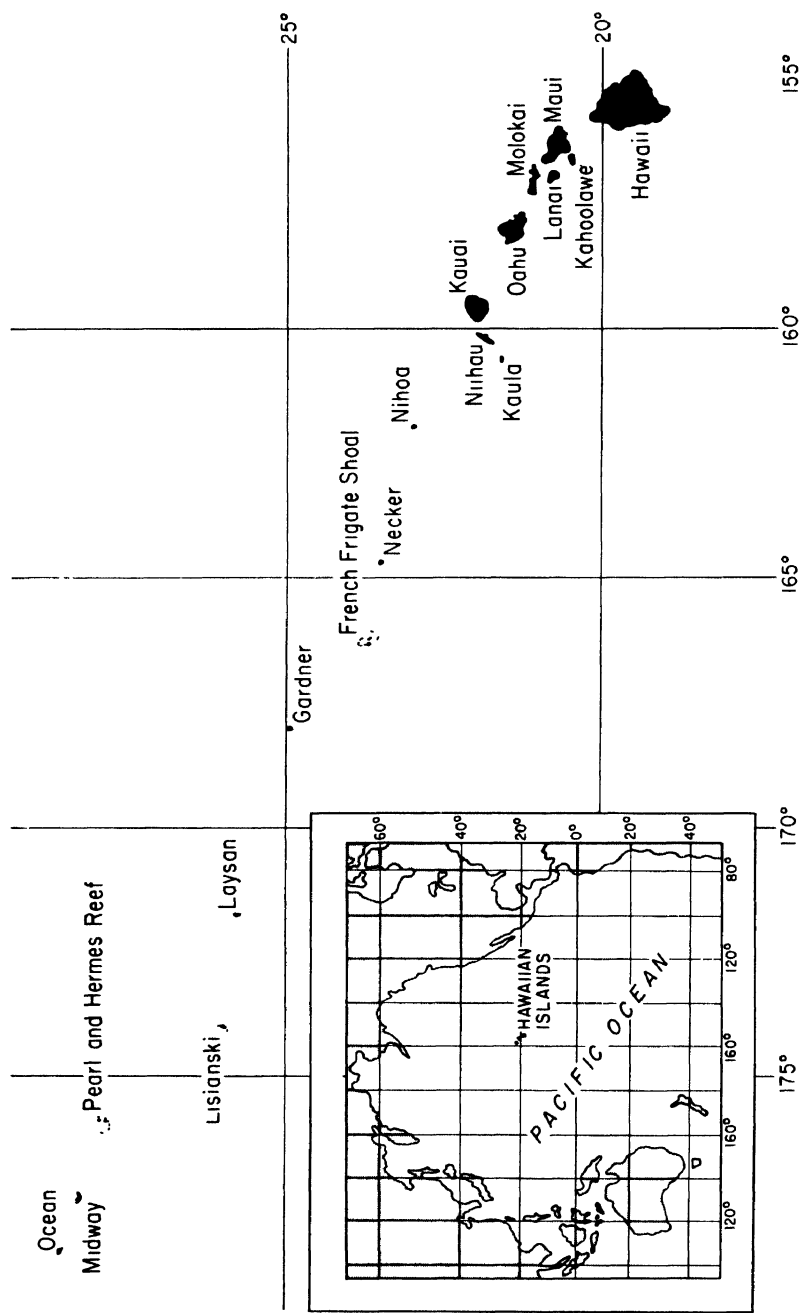 Ocean
Midway
Pearl and Hermes Reef
Lisianski
Laysan
Gardner
French Frigate Shoal
Necker
Nihoa
Niihau
Kaula
Kauai
Oahu
Molokai
Lanai
Maui
Kahoolawe
Hawaii
25°
20°
175°
170°
165°
160°
155°
HAWAIIAN
ISLANDS
PACIFIC OCEAN
60°
40°
20°
0°
20°
40°
120°
160°
160°
120°
80°